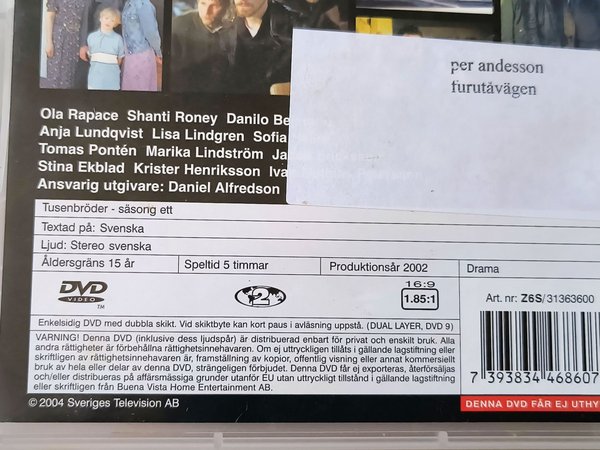 per andesson
furutåvägen
Ola Rapace Shanti Roney Danilo
Anja Lundqvist Lisa Lindgren Sofia
Tomas Pontén Marika Lindström
Stina Ekblad Krister Henriksson
Ansvarig utgivare: Daniel Alfredson
Tusenbröder - säsong ett
Textad på: Svenska
Ljud: Stereo svenska
Åldersgräns 15 år
Speltid 5 timmar
Produktionsår 2002
Drama
DVD
VIDEO
TM
2
16:9
1.85:1
Art. nr: Z6S/31363600
Enkelsidig DVD med dubbla skikt. Vid skiktbyte kan kort paus i avläsning uppstå. (DUAL LAYER, DVD 9)
VARNING! Denna DVD (inklusive dess ljudspår) är distribuerad enbart för privat och enskilt bruk. Alla
andra rättigheter är förbehållna rättighetsinnehavaren. Om ej uttryckligen tillåts i gällande lagstiftning eller
skriftligen av rättighetsinnehavaren, är framställning av kopior, offentlig visning eller annat kommersiellt
bruk av hela eller delar av denna DVD, strängeligen förbjudet. Denna DVD får ej exporteras, återförsäljas
och/eller distribueras på affärsmässiga grunder utanför EU utan uttryckligt tillstånd i gällande lagstiftning
eller skriftligen från Buena Vista Home Entertainment AB.
7 393834 468607
© 2004 Sveriges Television AB
DENNA DVD FÅR EJ UTHY